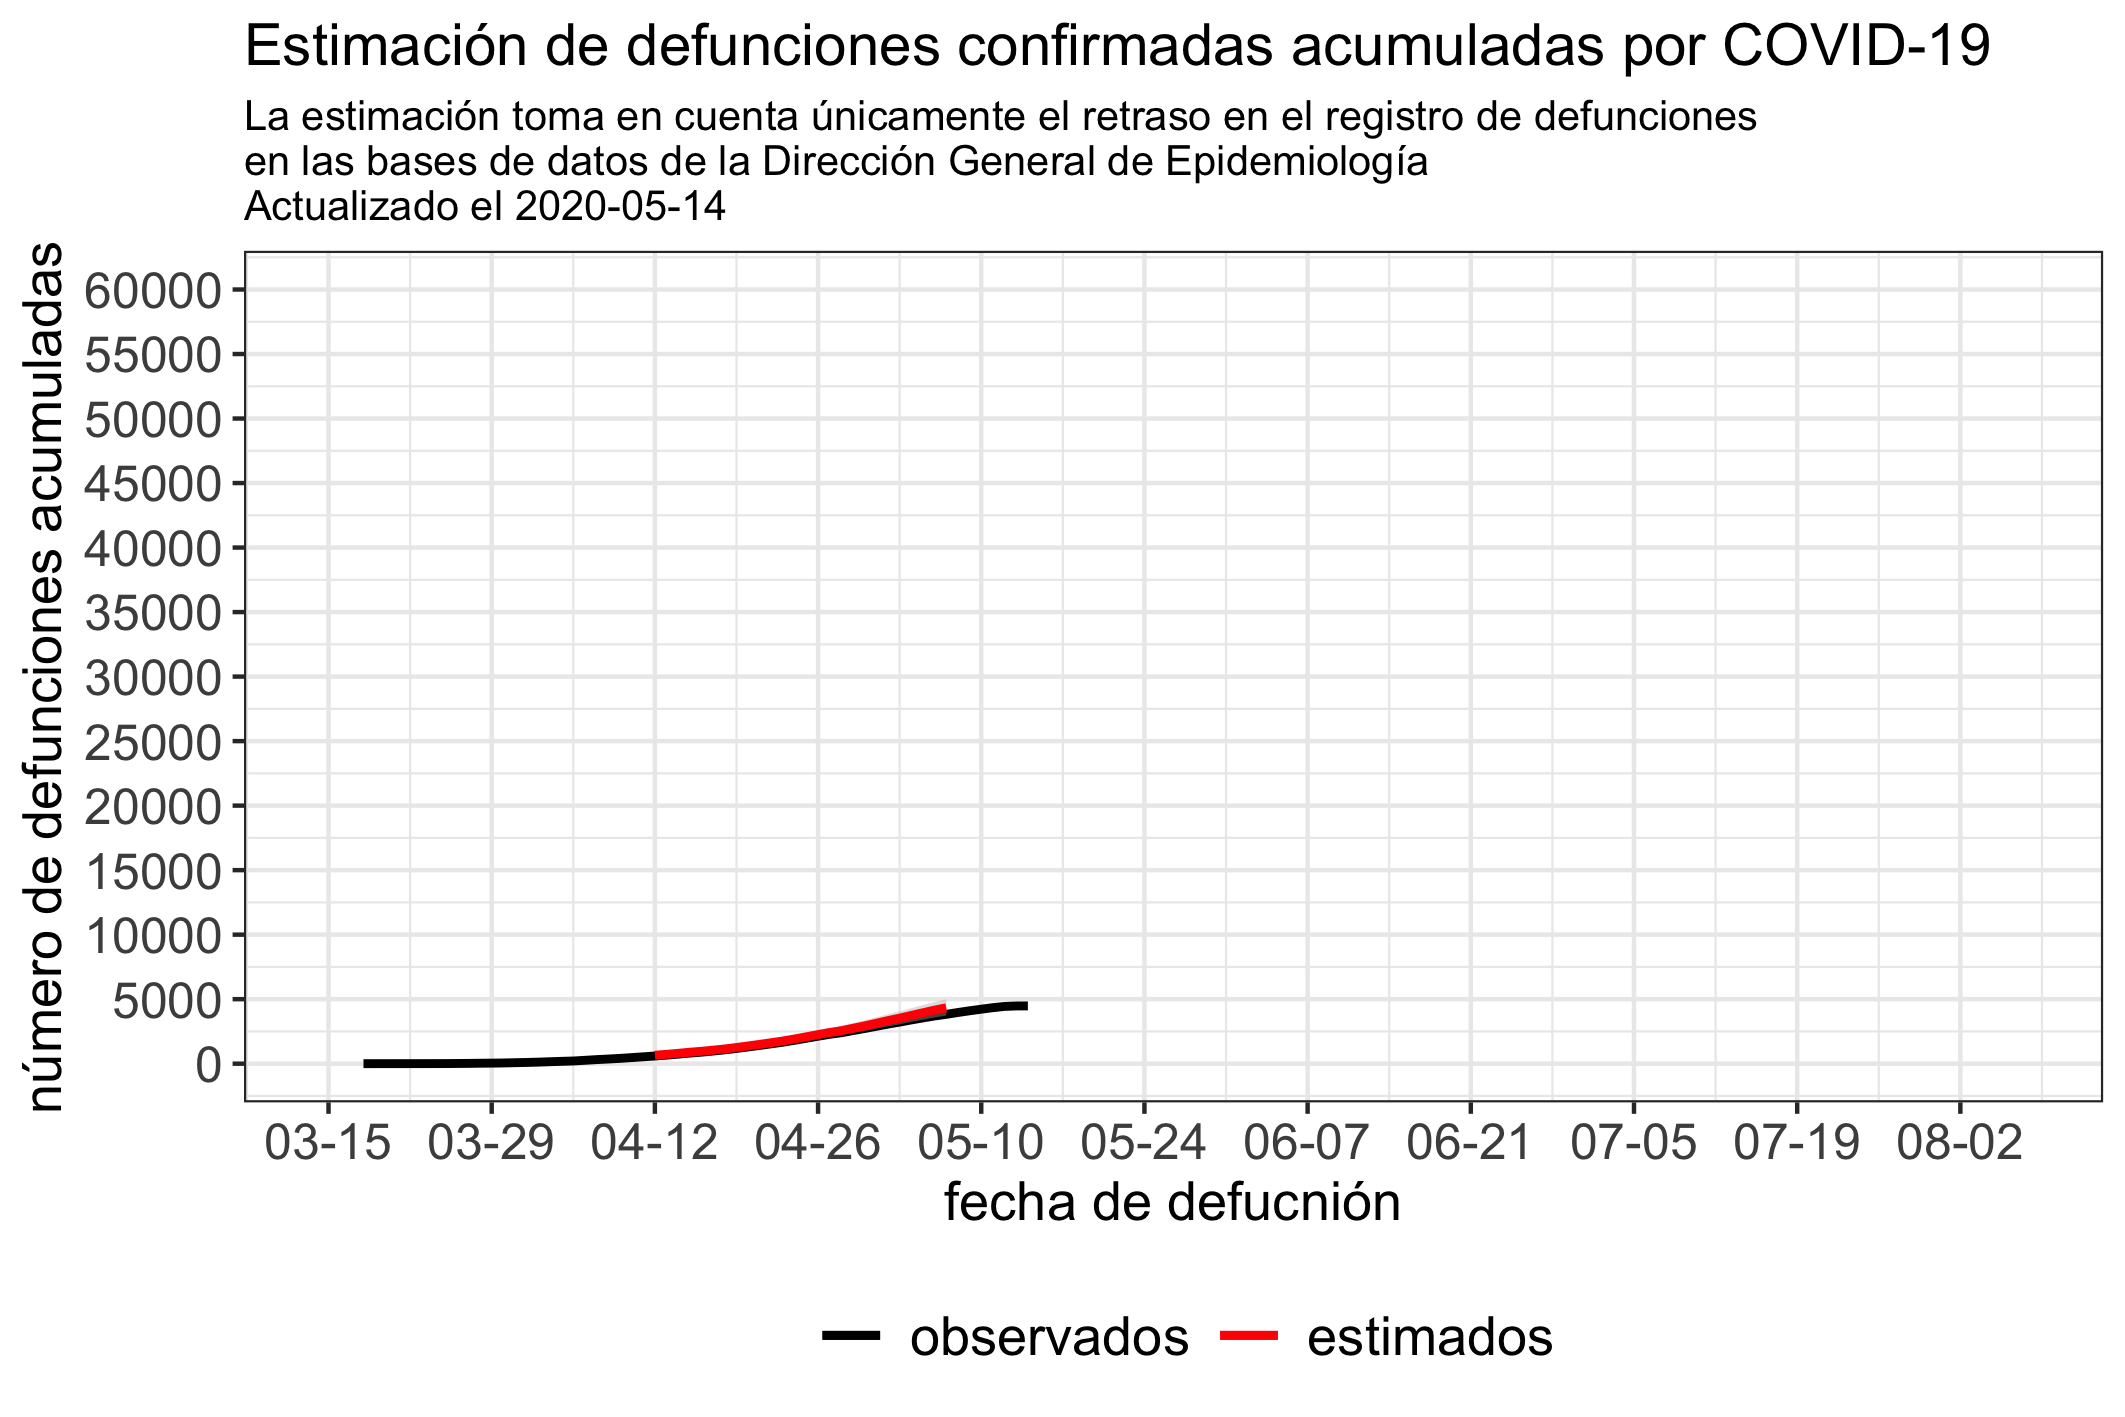 Estimación de defunciones confirmadas acumuladas por COVID-19
La estimación toma en cuenta únicamente el retraso en el registro de defunciones
en las bases de datos de la Dirección General de Epidemiología
Actualizado el 2020-05-14
número de defunciones acumuladas
60000
55000
50000
45000
40000
35000
30000
25000
20000
15000
10000
5000
0
03-15 03-29 04-12 04-26 05-10 05-24 06-07 06-21 07-05 07-19 08-02
fecha de defucnión
observados estimados